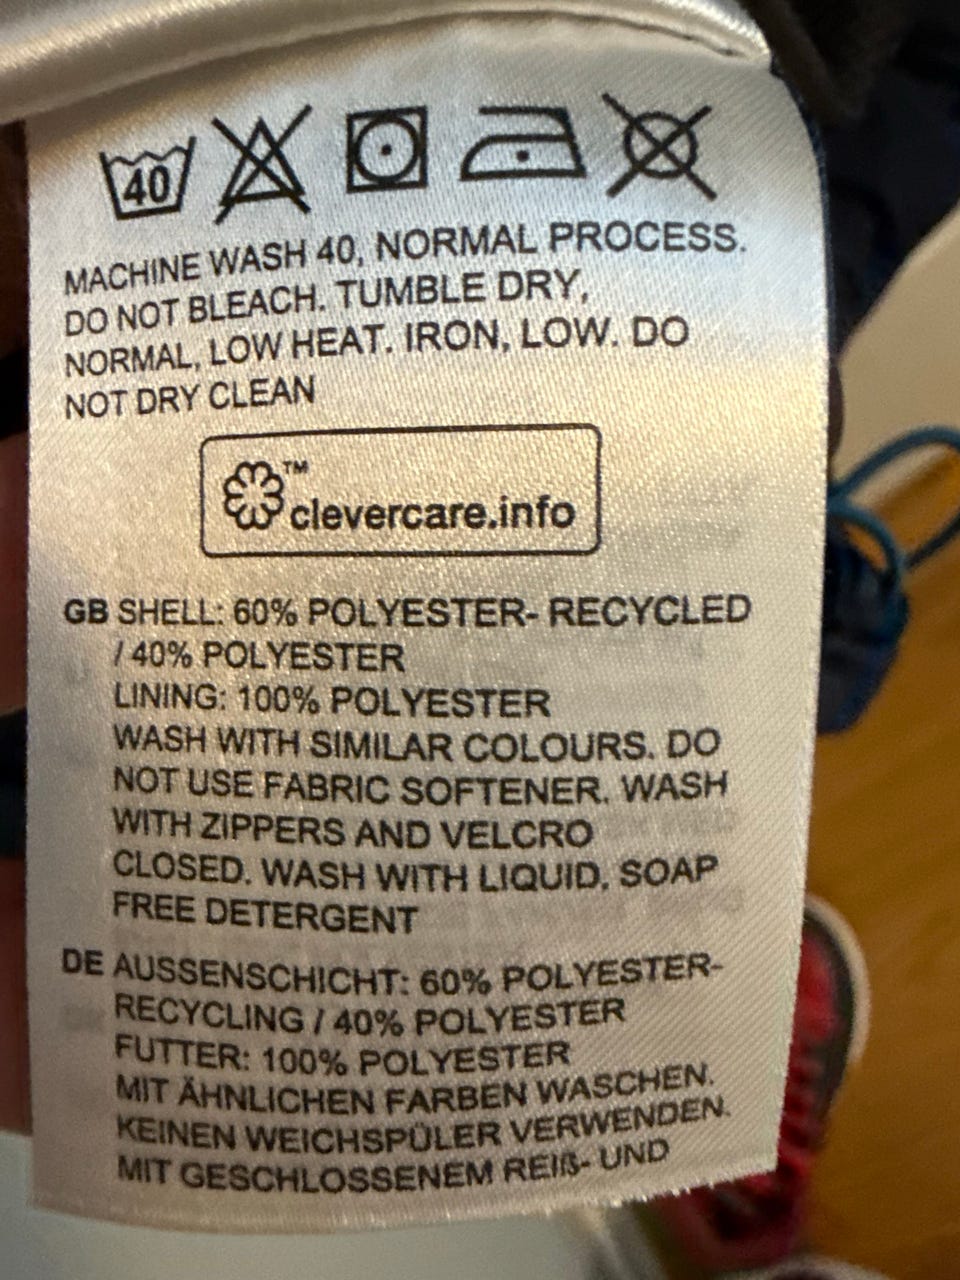 40
MACHINE WASH 40, NORMAL PROCESS.
DO NOT BLEACH. TUMBLE DRY,
NORMAL, LOW HEAT. IRON, LOW. DO
NOT DRY CLEAN
™
clevercare.info
GB SHELL: 60% POLYESTER- RECYCLED
/ 40% POLYESTER
LINING: 100% POLYESTER
WASH WITH SIMILAR COLOURS. DO
NOT USE FABRIC SOFTENER. WASH
WITH ZIPPERS AND VELCRO
CLOSED. WASH WITH LIQUID, SOAP
FREE DETERGENT
DE AUSSENSCHICHT: 60% POLYESTER-
RECYCLING / 40% POLYESTER
FUTTER: 100% POLYESTER
MIT ÄHNLICHEN FARBEN WASCHEN.
KEINEN WEICHSPÜLER VERWENDEN.
MIT GESCHLOSSENEM REIß- UND